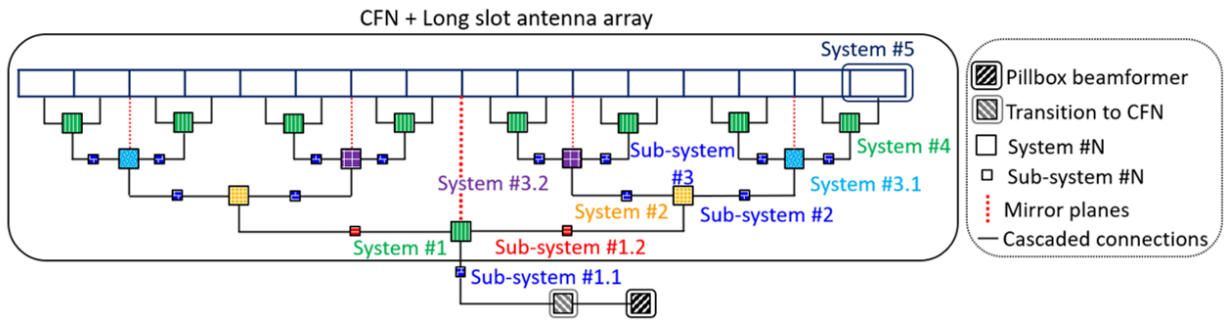 CFN + Long slot antenna array
System #5
Sub-system
#3
System #4
System #3.2
System #3.1
System #2
Sub-system #2
System #1
Sub-system #1.2
Sub-system #1.1
Pillbox beamformer
Transition to CFN
System #N
Sub-system #N
Mirror planes
Cascaded connections